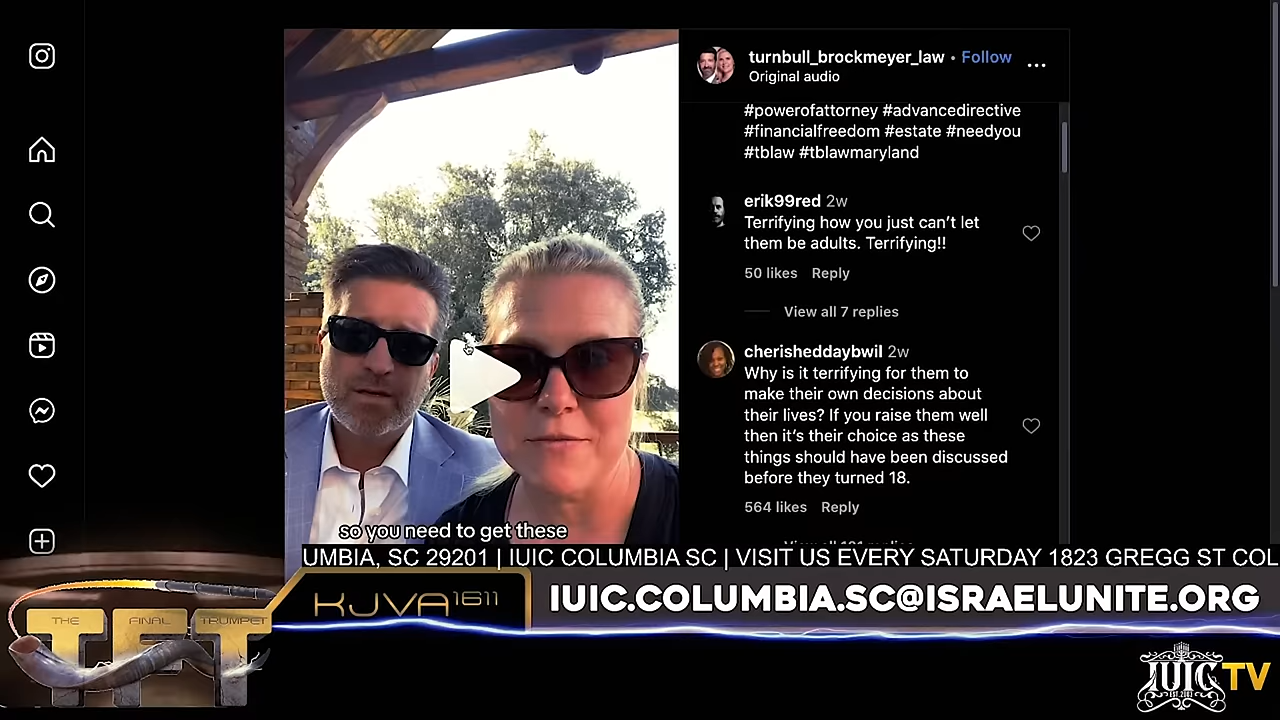 turnbull_brockmeyer_law • Follow
Original audio
#powerofattorney #advancedirective
#financialfreedom #estate #needyou
#tblaw #tblawmaryland
erik99red 2w
Terrifying how you just can't let
them be adults. Terrifying!!
50 likes Reply
View all 7 replies
cherisheddaybwil 2w
Why is it terrifying for them to
make their own decisions about
their lives? If you raise them well
then it's their choice as these
things should have been discussed
before they turned 18.
564 likes Reply
so you need to get these
UMBIA, SC 29201 | IUIC COLUMBIA SC | VISIT US EVERY SATURDAY 1823 GREGG ST COL
KJVA1611
IUIC.COLUMBIA.SC@ISRAELUNITE.ORG
THE FINAL TRUMPET
TFT
IUIC TV